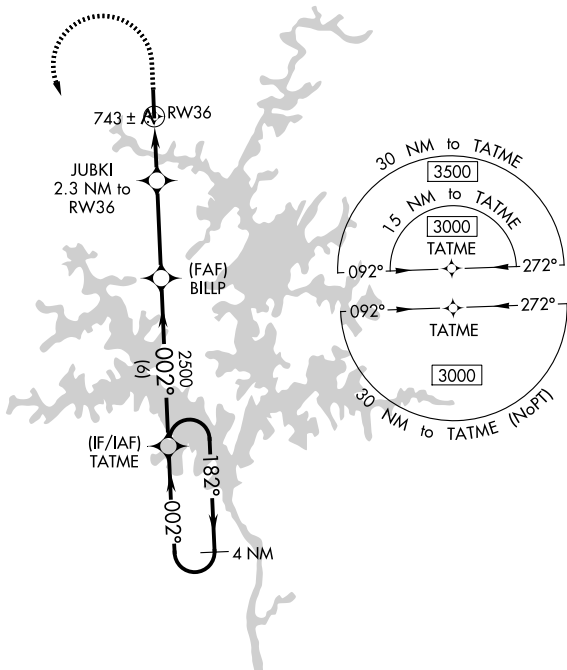 743 ±
RW36
JUBKI
2.3 NM to
RW36
(FAF)
BILLP
2500
002°
(6)
(IF/IAF)
TATME
182°
002°
4 NM
30 NM to TATME
3500
15 NM to TATME
3000
TATME
092°
272°
092°
272°
TATME
3000
30 NM to TATME (NoPT)